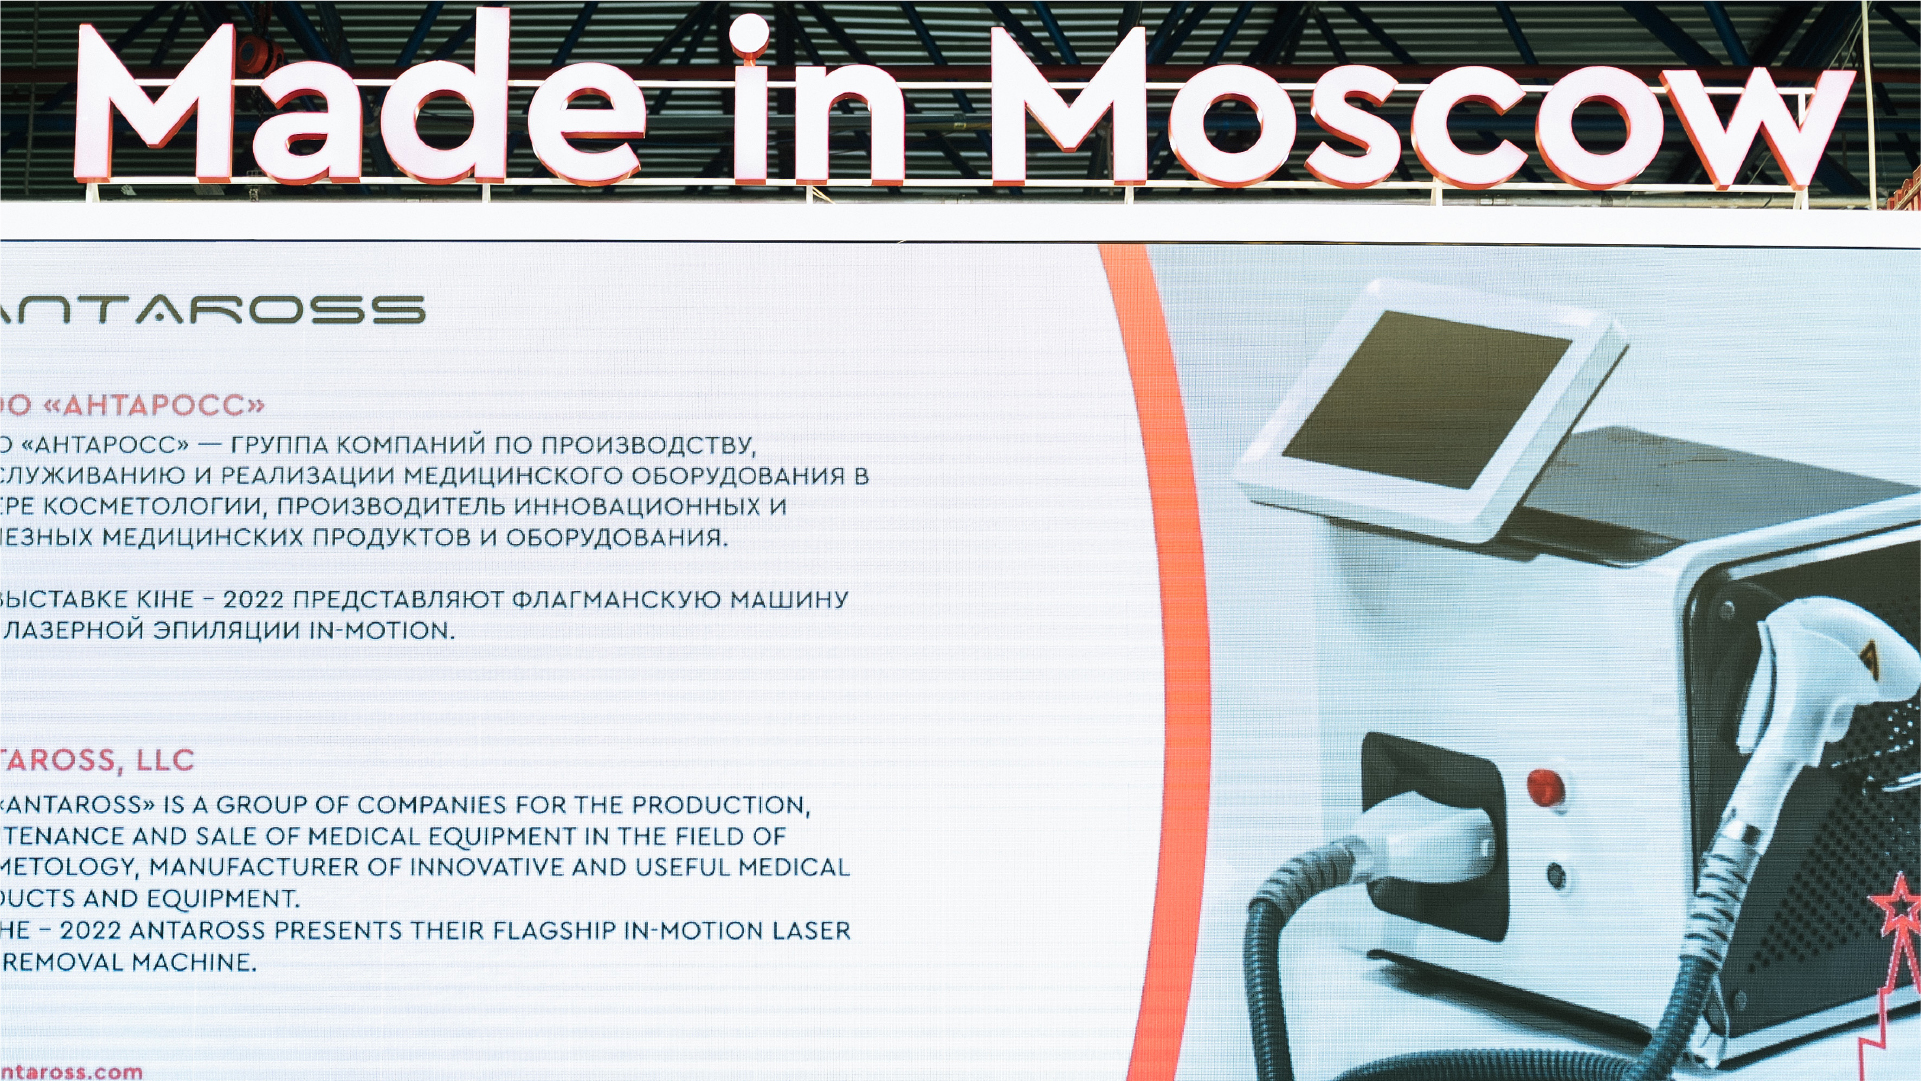 Made in Moscow
ANTAROSS
«АНТАРОСС»
«АНТАРОСС» — ГРУППА КОМПАНИЙ ПО ПРОИЗВОДСТВУ,
СЛУЖИВАНИЮ И РЕАЛИЗАЦИИ МЕДИЦИНСКОГО ОБОРУДОВАНИЯ В
ЕРЕ КОСМЕТОЛОГИИ, ПРОИЗВОДИТЕЛЬ ИННОВАЦИОННЫХ И
ЛЕЗНЫХ МЕДИЦИНСКИХ ПРОДУКТОВ И ОБОРУДОВАНИЯ.
ВЫСТАВКЕ KIHE – 2022 ПРЕДСТАВЛЯЮТ ФЛАГМАНСКУЮ МАШИНУ
ЛАЗЕРНОЙ ЭПИЛЯЦИИ IN-MOTION.
TAROSS, LLC
«ANTAROSS» IS A GROUP OF COMPANIES FOR THE PRODUCTION,
TENANCE AND SALE OF MEDICAL EQUIPMENT IN THE FIELD OF
METOLOGY, MANUFACTURER OF INNOVATIVE AND USEFUL MEDICAL
DUCTS AND EQUIPMENT.
HE – 2022 ANTAROSS PRESENTS THEIR FLAGSHIP IN-MOTION LASER
REMOVAL MACHINE.
ntaross.com